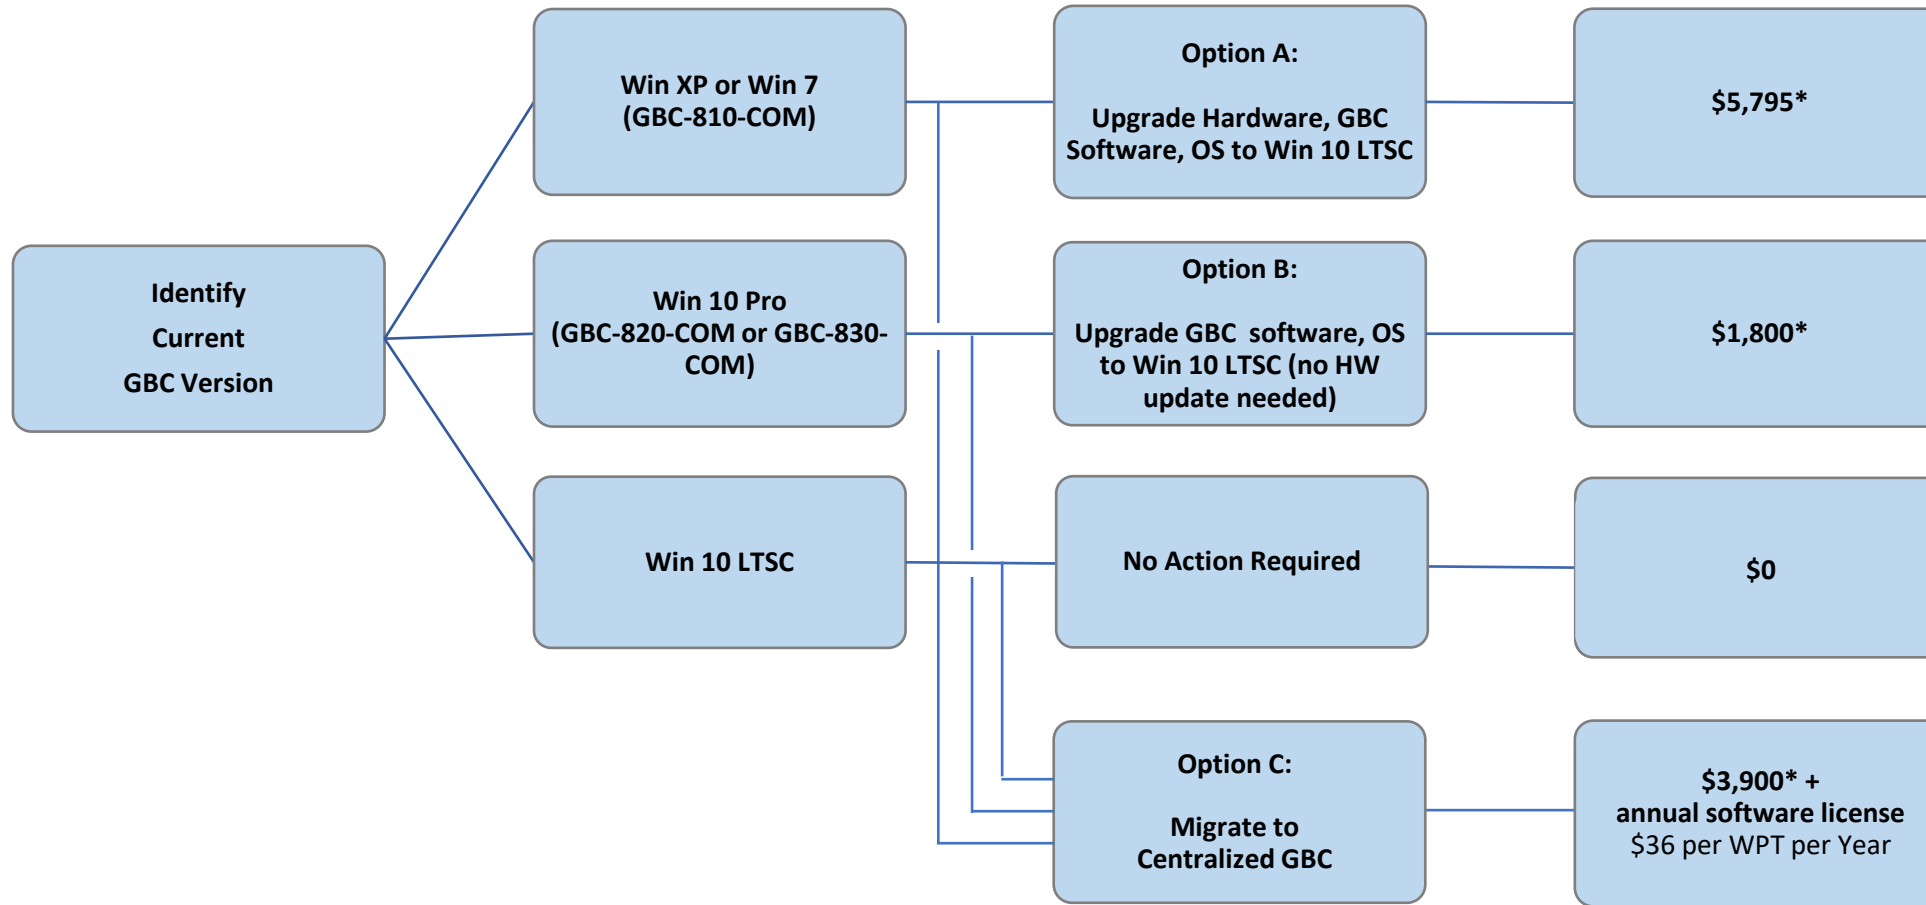 Identify
Current
GBC Version
Win XP or Win 7
(GBC-810-COM)
Option A:
Upgrade Hardware, GBC
Software, OS to Win 10 LTSC
$5,795*
Win 10 Pro
(GBC-820-COM or GBC-830-
COM)
Option B:
Upgrade GBC  software, OS
to Win 10 LTSC (no HW
update needed)
$1,800*
Win 10 LTSC
No Action Required
$0
Option C:
Migrate to
Centralized GBC
$3,900* +
annual software license
$36 per WPT per Year